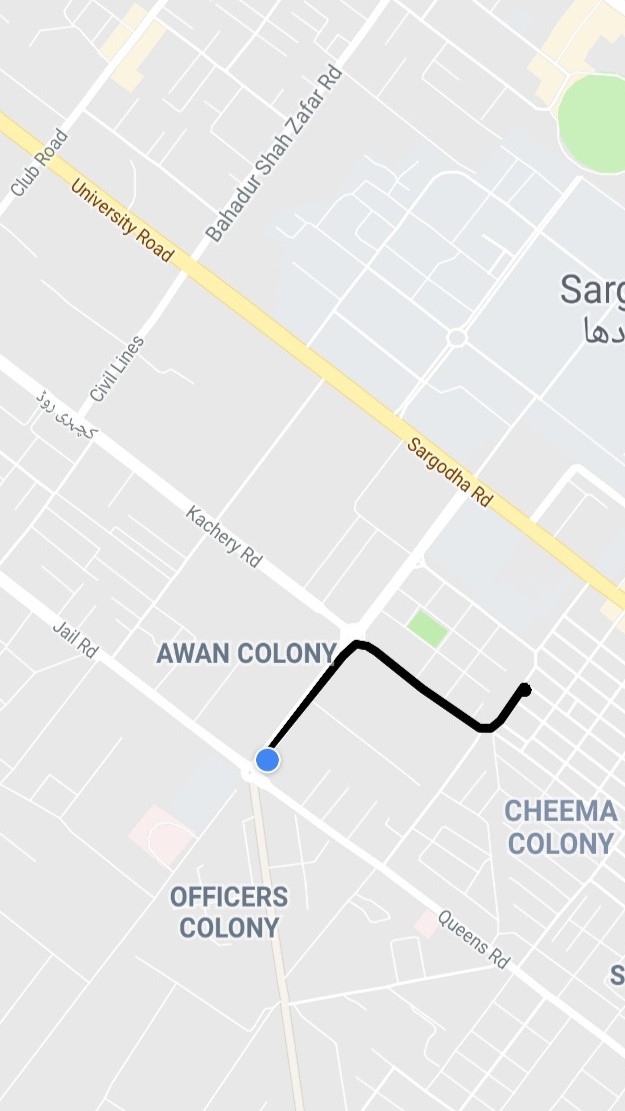 Club Road
University Road
Bahadur Shah Zafar Rd
Sarg
دها
Civil Lines
کچہری روڈ
Sargodha Rd
Kachery Rd
Jail Rd
AWAN COLONY
CHEEMA
COLONY
OFFICERS
COLONY
Queens Rd
S